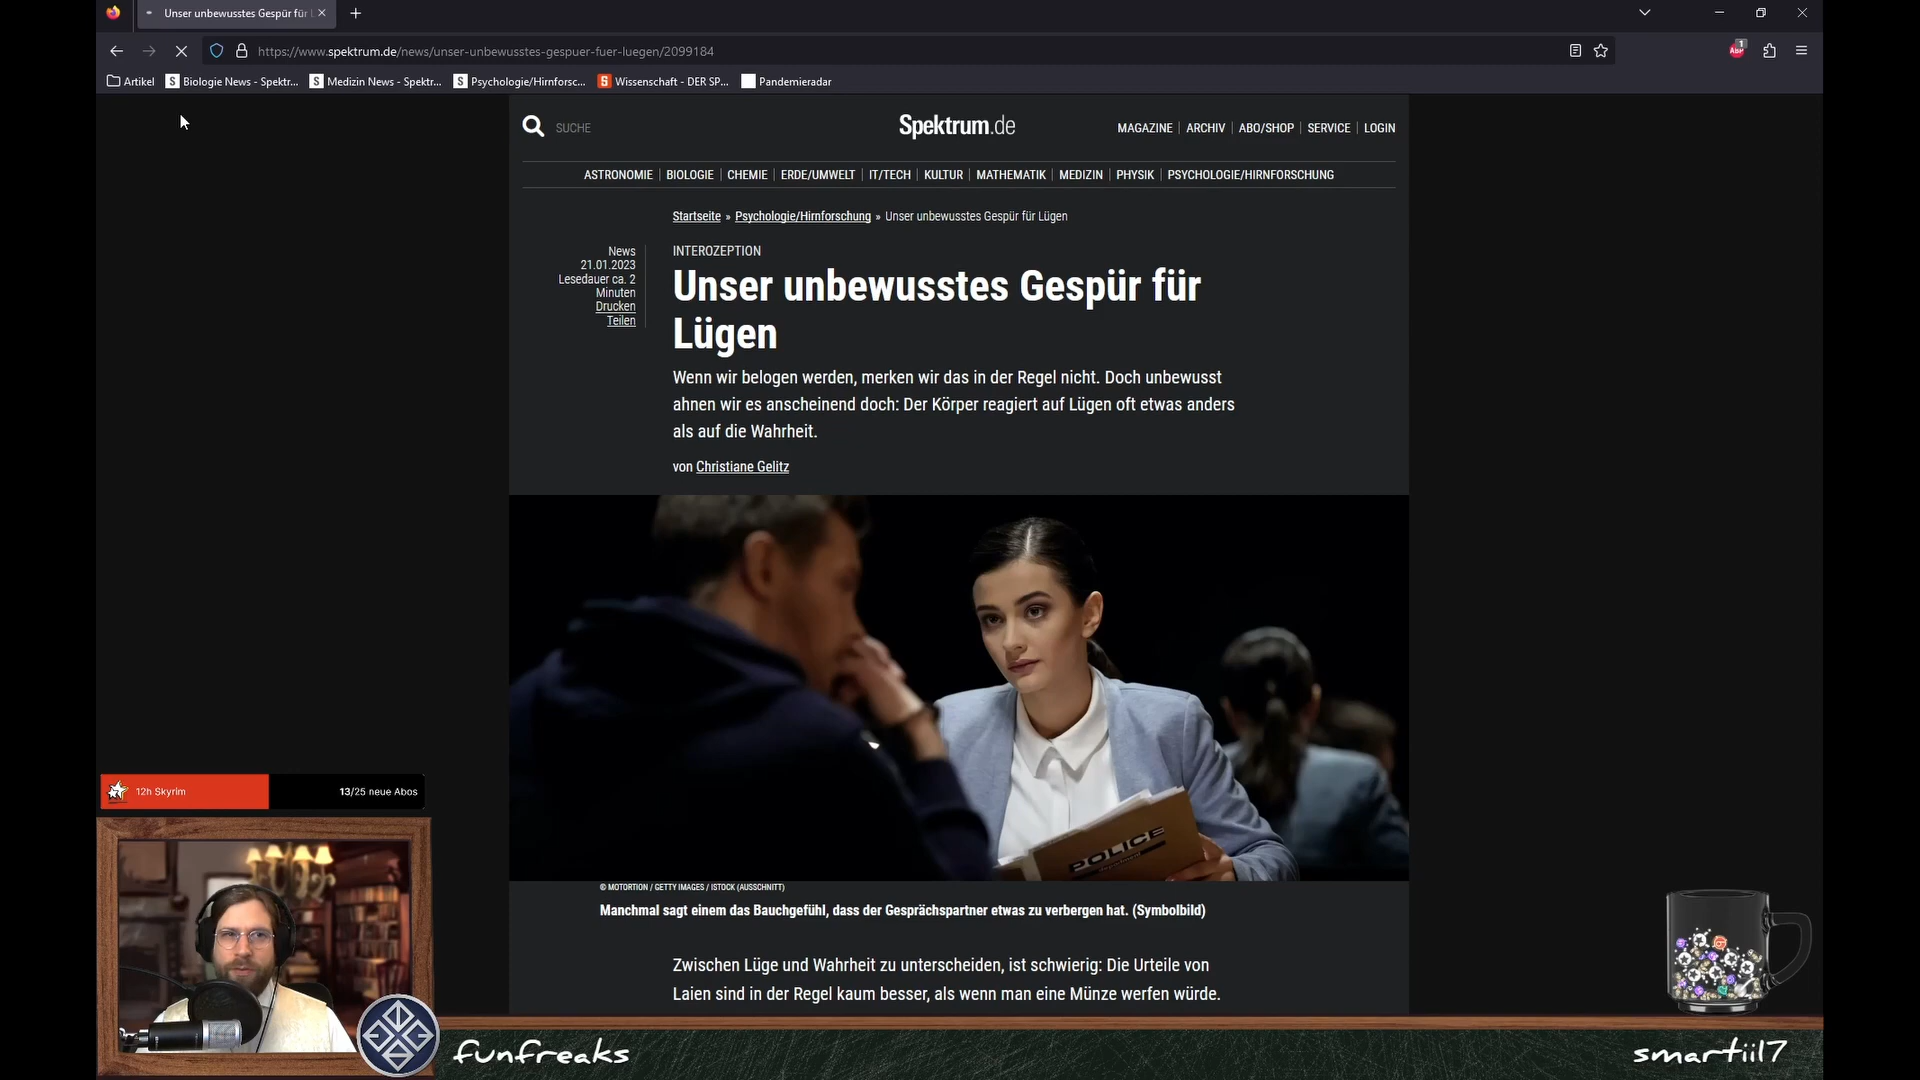 Unser unbewusstes Gespür für L
https://www.spektrum.de/news/unser-unbewusstes-gespuer-fuer-luegen/2099184
ABP 1
Artikel
S Biologie News - Spektr...
S Medizin News - Spektr...
S Psychologie/Hirnforsc...
S Wissenschaft - DER SP...
Pandemieradar
SUCHE
Spektrum.de
MAGAZINE | ARCHIV | ABO/SHOP | SERVICE | LOGIN
ASTRONOMIE | BIOLOGIE | CHEMIE | ERDE/UMWELT | IT/TECH | KULTUR | MATHEMATIK | MEDIZIN | PHYSIK | PSYCHOLOGIE/HIRNFORSCHUNG
Startseite » Psychologie/Hirnforschung » Unser unbewusstes Gespür für Lügen
News
21.01.2023
Lesedauer ca. 2
Minuten
Drucken
Teilen
INTEROZEPTION
Unser unbewusstes Gespür für
Lügen
Wenn wir belogen werden, merken wir das in der Regel nicht. Doch unbewusst
ahnen wir es anscheinend doch: Der Körper reagiert auf Lügen oft etwas anders
als auf die Wahrheit.
von Christiane Gelitz
POLICE
© MOTORTION / GETTY IMAGES / ISTOCK (AUSSCHNITT)
Manchmal sagt einem das Bauchgefühl, dass der Gesprächspartner etwas zu verbergen hat. (Symbolbild)
Zwischen Lüge und Wahrheit zu unterscheiden, ist schwierig: Die Urteile von
Laien sind in der Regel kaum besser, als wenn man eine Münze werfen würde.
12h Skyrim
13/25 neue Abos
funfreaks
smartii17